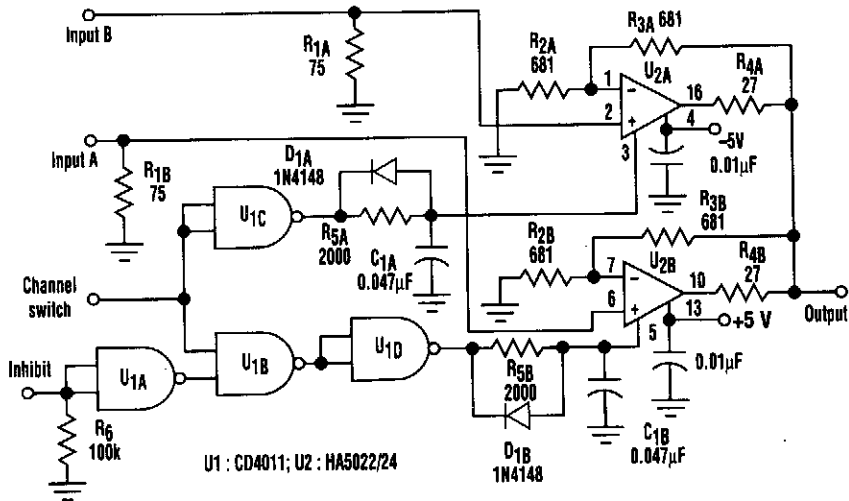 Input B
R1A
75
R2A
681
R3A 681
U2A
1
2
3
16
4
R4A
27
−5V
0.01µF
Input A
R1B
75
D1A
1N4148
U1C
R5A
2000
C1A
0.047µF
R3B
681
R2B
681
U2B
7
6
5
10
13
R4B
27
Output
+5 V
0.01µF
Channel
switch
Inhibit
U1A
U1B
U1D
R5B
2000
R6
100k
D1B
1N4148
C1B
0.047µF
U1 : CD4011; U2 : HA5022/24